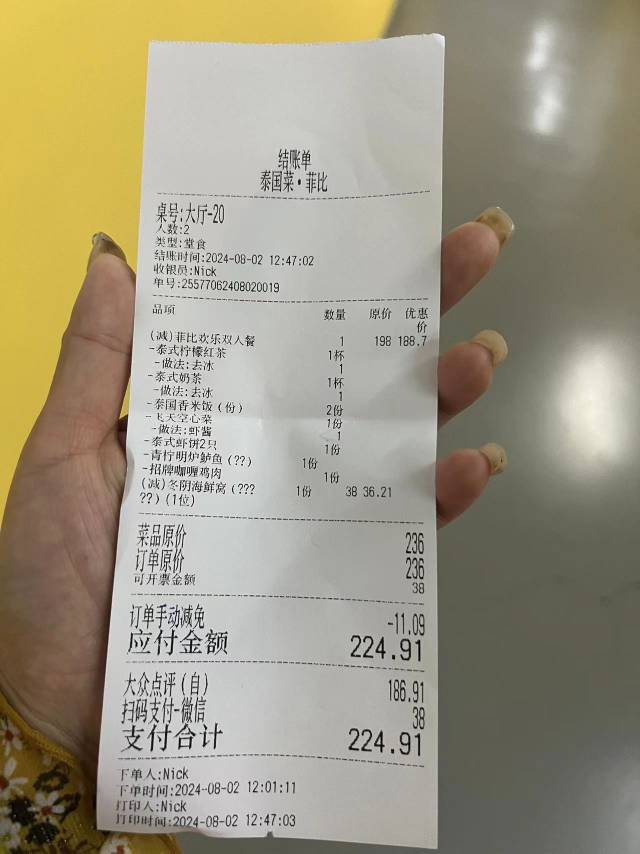 结账单
泰国菜·菲比
桌号:大厅-20
人数:2
类型:堂食
结账时间:2024-08-02 12:47:02
收银员:Nick
单号:25577062408020019
品项 数量 原价 优惠价
(减)菲比欢乐双人餐 1 198 188.7
-泰式柠檬红茶 1杯
-做法:去冰 1
-泰式奶茶 1杯
-做法:去冰 1
-泰国香米饭(份) 2份
-飞天空心菜 1份
-做法:虾酱 1
-泰式虾饼2只 1份
-青柠明炉鲈鱼(??) 1份
-招牌咖喱鸡肉 1份
(减)冬阴海鲜窝(??? 1份 38 36.21
??)(1位)
菜品原价 236
订单原价 236
可开票金额 38
订单手动减免 -11.09
应付金额 224.91
大众点评(自) 186.91
扫码支付-微信 38
支付合计 224.91
下单人:Nick
下单时间:2024-08-02 12:01:11
打印人:Nick
打印时间:2024-08-02 12:47:03